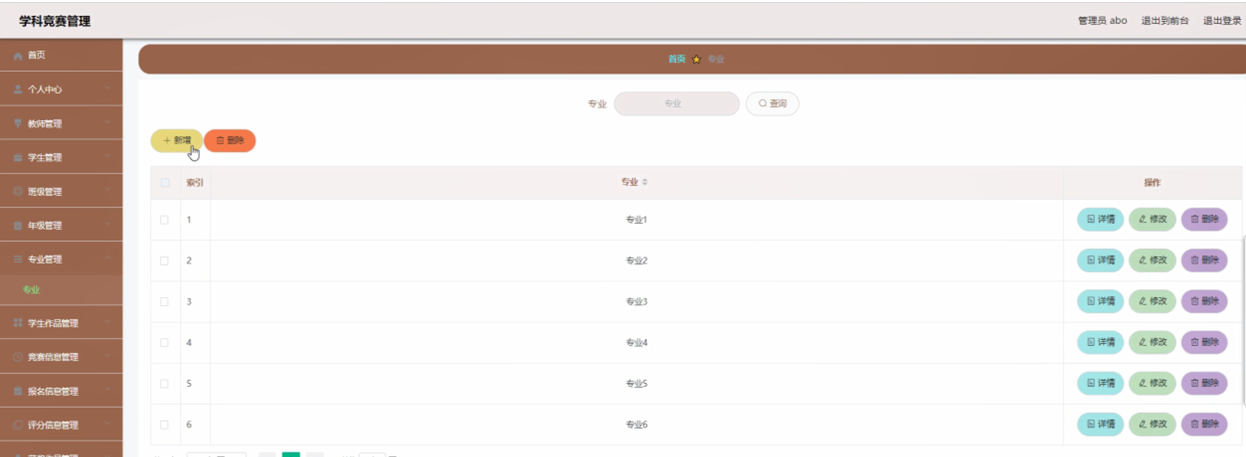 学科竞赛管理
管理员 abo 退出到前台 退出登录
首页
个人中心
教师管理
学生管理
班级管理
年级管理
专业管理
专业
学生作品管理
竞赛信息管理
报名信息管理
评分信息管理
首页 专业
专业 专业 查询
新增 删除
索引 专业 操作
1 专业1 详情 修改 删除
2 专业2 详情 修改 删除
3 专业3 详情 修改 删除
4 专业4 详情 修改 删除
5 专业5 详情 修改 删除
6 专业6 详情 修改 删除